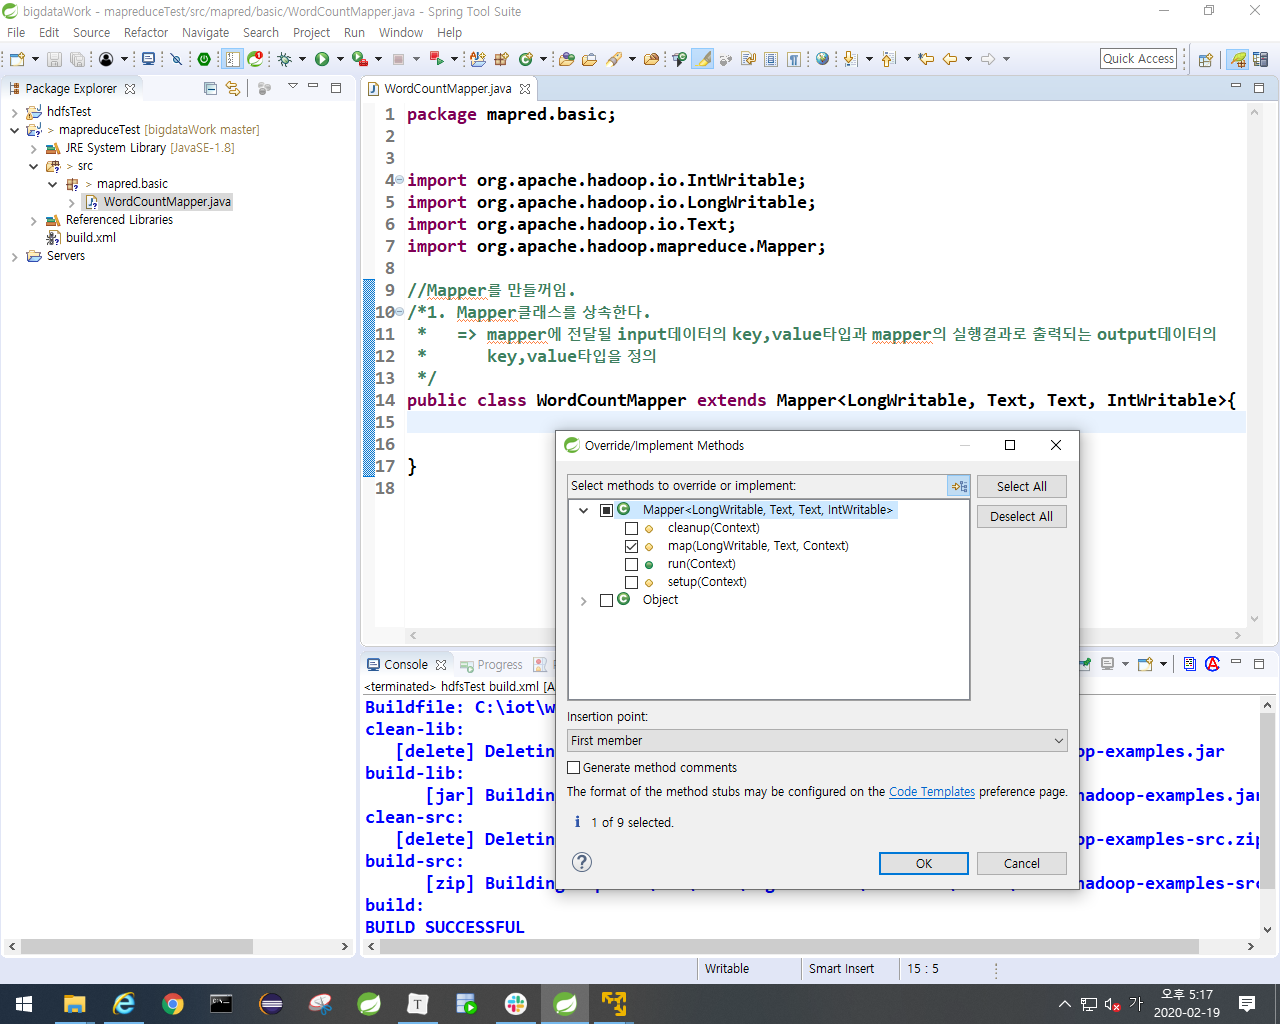 bigdataWork - mapreduceTest/src/mapred/basic/WordCountMapper.java - Spring Tool Suite
File Edit Source Refactor Navigate Search Project Run Window Help
Quick Access
Package Explorer
hdfsTest
> mapreduceTest [bigdataWork master]
JRE System Library [JavaSE-1.8]
> src
> mapred.basic
WordCountMapper.java
Referenced Libraries
build.xml
Servers
WordCountMapper.java
1 package mapred.basic;
2
3
4 import org.apache.hadoop.io.IntWritable;
5 import org.apache.hadoop.io.LongWritable;
6 import org.apache.hadoop.io.Text;
7 import org.apache.hadoop.mapreduce.Mapper;
8
9 //Mapper를 만들꺼임.
10 /*1. Mapper클래스를 상속한다.
11 * => mapper에 전달될 input데이터의 key,value타입과 mapper의 실행결과로 출력되는 output데이터의
12 * key,value타입을 정의
13 */
14 public class WordCountMapper extends Mapper<LongWritable, Text, Text, IntWritable>{
15
16
17 }
18
Override/Implement Methods
Select methods to override or implement:
Select All
Deselect All
Mapper<LongWritable, Text, Text, IntWritable>
cleanup(Context)
map(LongWritable, Text, Context)
run(Context)
setup(Context)
Object
Insertion point:
First member
Generate method comments
The format of the method stubs may be configured on the Code Templates preference page.
1 of 9 selected.
OK
Cancel
Console Progress
<terminated> hdfsTest build.xml [A
Buildfile: C:\iot\w
clean-lib:
[delete] Deletin op-examples.jar
build-lib:
[jar] Building hadoop-examples.jar
clean-src:
[delete] Deletin op-examples-src.zip
build-src:
[zip] Building hadoop-examples-src
build:
BUILD SUCCESSFUL
Writable Smart Insert 15 : 5
가
오후 5:17
2020-02-19